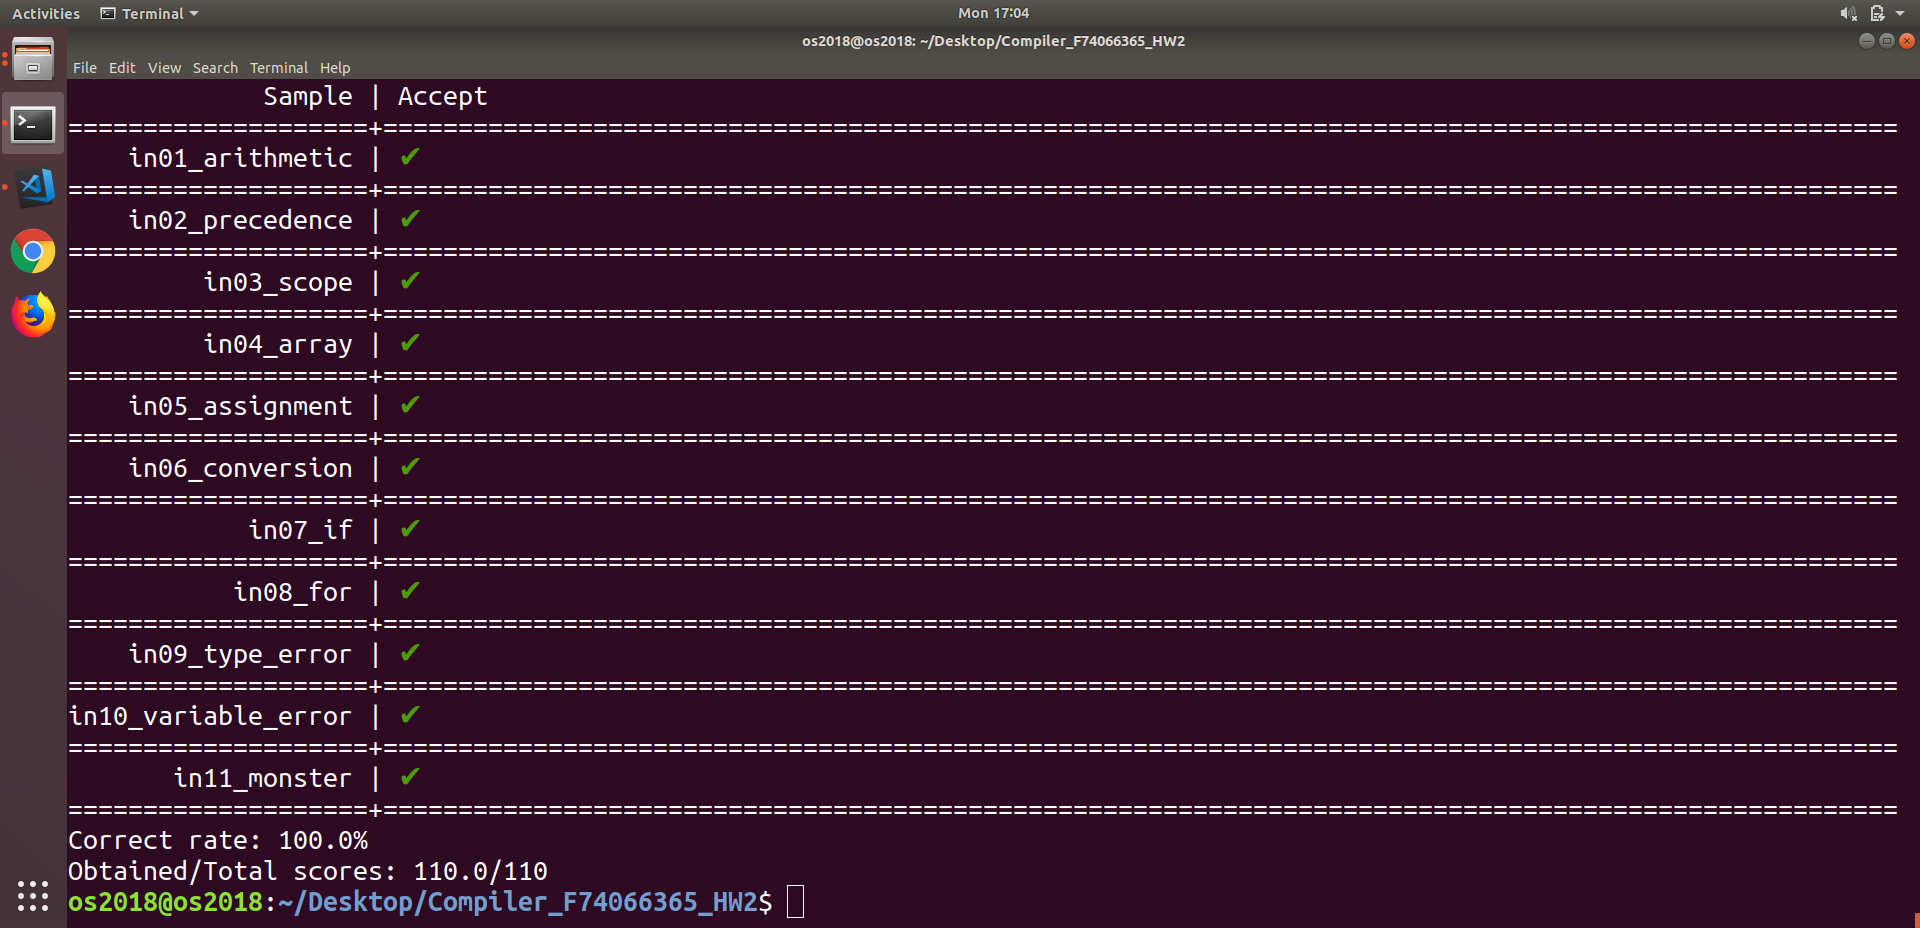 Activities Terminal Mon 17:04
os2018@os2018: ~/Desktop/Compiler_F74066365_HW2
File Edit View Search Terminal Help
Sample | Accept
====================+=====================================================================================================
in01_arithmetic | ✔
====================+=====================================================================================================
in02_precedence | ✔
====================+=====================================================================================================
in03_scope | ✔
====================+=====================================================================================================
in04_array | ✔
====================+=====================================================================================================
in05_assignment | ✔
====================+=====================================================================================================
in06_conversion | ✔
====================+=====================================================================================================
in07_if | ✔
====================+=====================================================================================================
in08_for | ✔
====================+=====================================================================================================
in09_type_error | ✔
====================+=====================================================================================================
in10_variable_error | ✔
====================+=====================================================================================================
in11_monster | ✔
====================+=====================================================================================================
Correct rate: 100.0%
Obtained/Total scores: 110.0/110
os2018@os2018:~/Desktop/Compiler_F74066365_HW2$